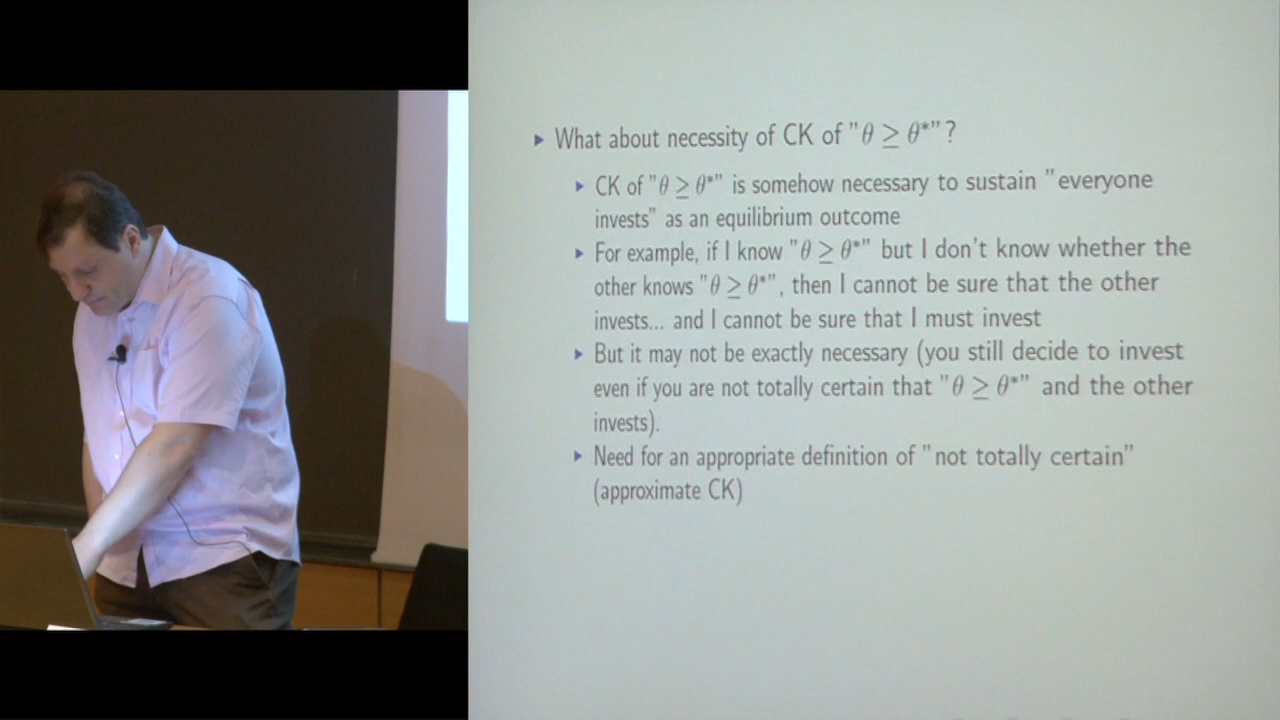 What about necessity of CK of "θ ≥ θ*"?
CK of "θ ≥ θ*" is somehow necessary to sustain "everyone
invests" as an equilibrium outcome
For example, if I know "θ ≥ θ*" but I don't know whether the
other knows "θ ≥ θ*", then I cannot be sure that the other
invests... and I cannot be sure that I must invest
But it may not be exactly necessary (you still decide to invest
even if you are not totally certain that "θ ≥ θ*" and the other
invests).
Need for an appropriate definition of "not totally certain"
(approximate CK)